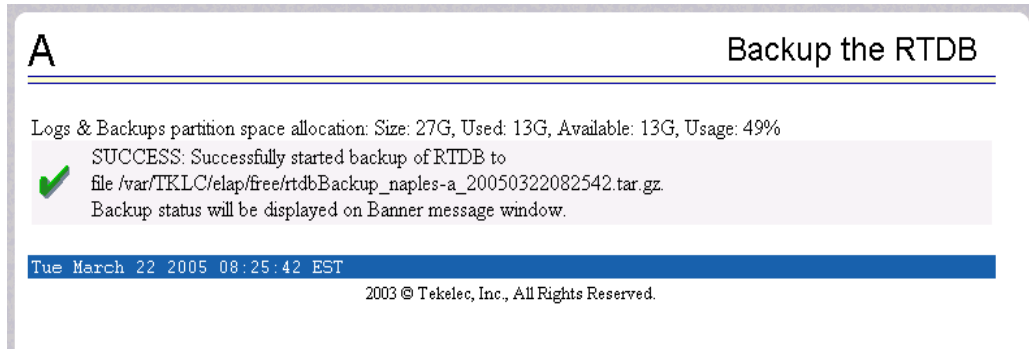 A
Backup the RTDB
Logs & Backups partition space allocation: Size: 27G, Used: 13G, Available: 13G, Usage: 49%
SUCCESS: Successfully started backup of RTDB to
file /var/TKLC/elap/free/rtdbBackup_naples-a_20050322082542.tar.gz.
Backup status will be displayed on Banner message window.
Tue March 22 2005 08:25:42 EST
2003 © Tekelec, Inc., All Rights Reserved.